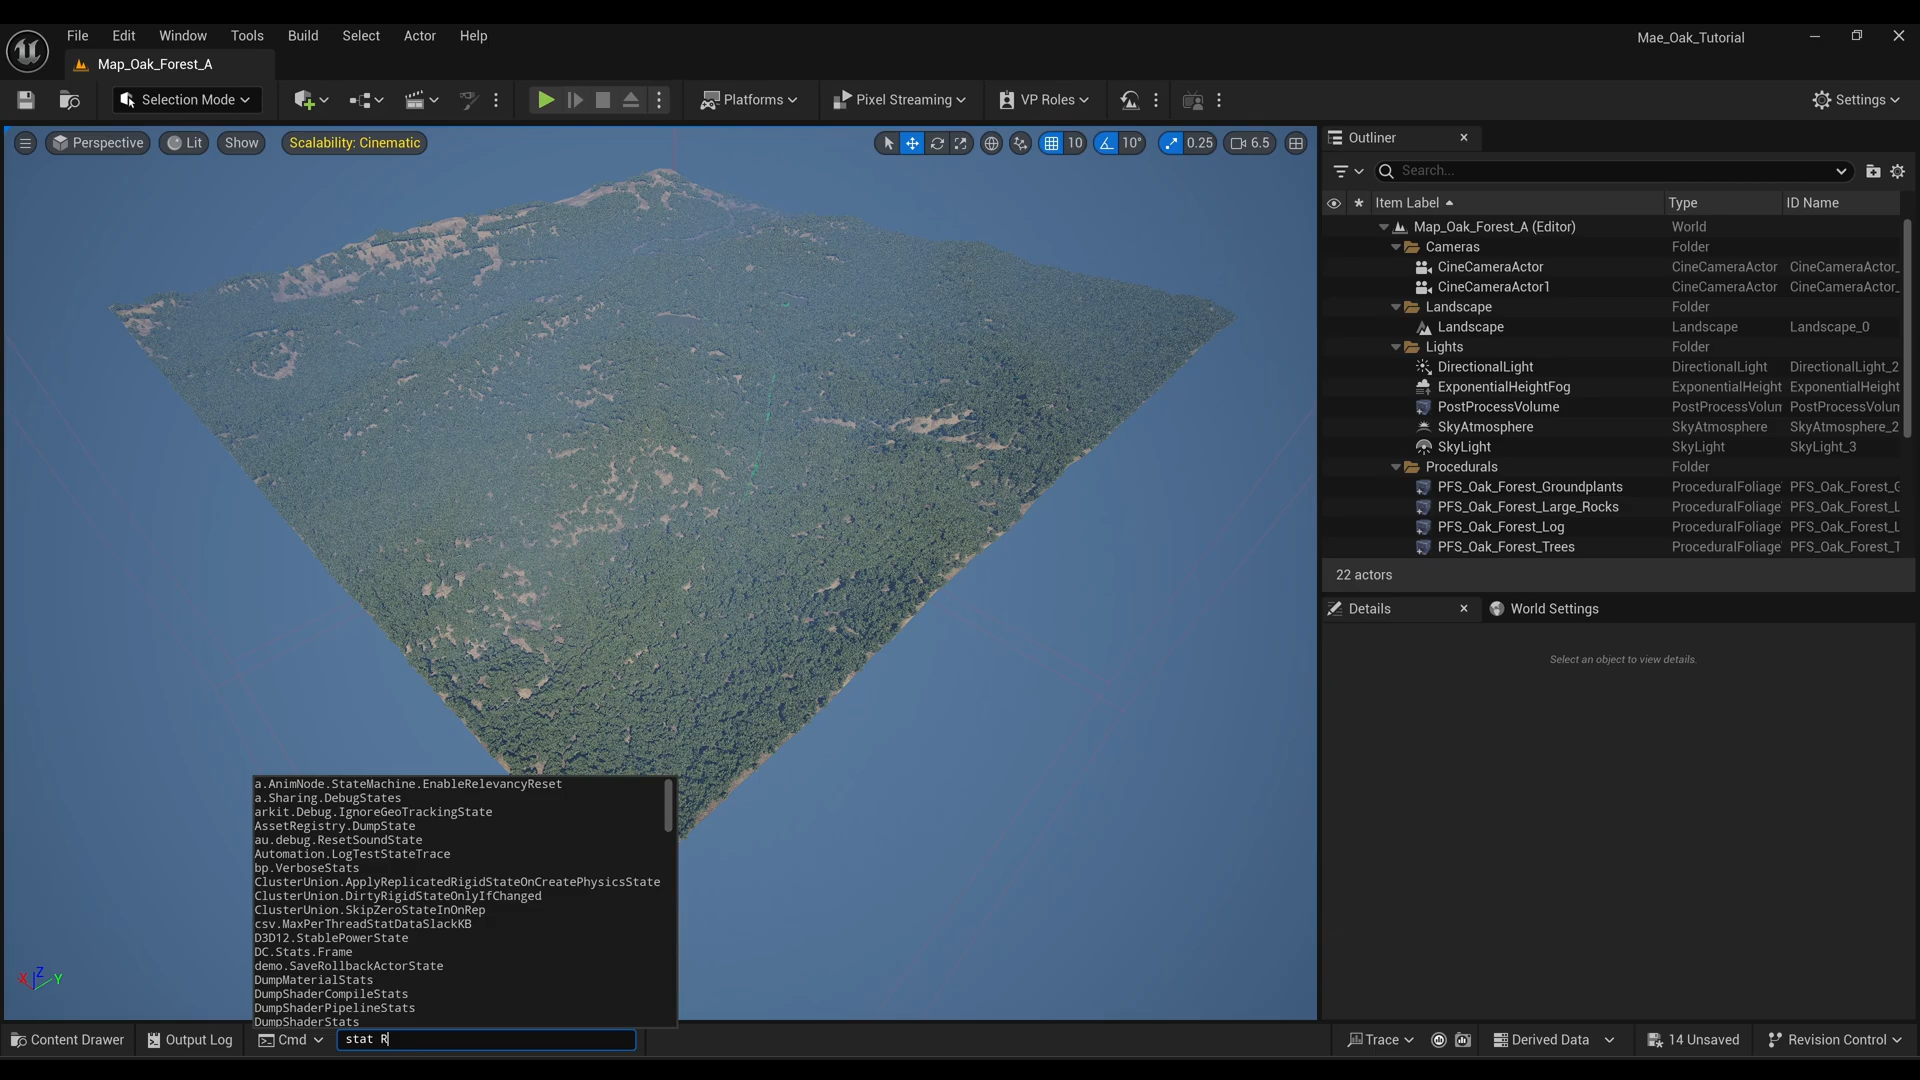 File Edit Window Tools Build Select Actor Help
Mae_Oak_Tutorial
Map_Oak_Forest_A
Selection Mode
Platforms
Pixel Streaming
VP Roles
Settings
Perspective
Lit
Show
Scalability: Cinematic
10
10°
0.25
6.5
Outliner
Search...
Item Label Type ID Name
Map_Oak_Forest_A (Editor) World
Cameras Folder
CineCameraActor CineCameraActor CineCameraActor_
CineCameraActor1 CineCameraActor CineCameraActor_
Landscape Folder
Landscape Landscape Landscape_0
Lights Folder
DirectionalLight DirectionalLight DirectionalLight_2
ExponentialHeightFog ExponentialHeight ExponentialHeight
PostProcessVolume PostProcessVolum PostProcessVolum
SkyAtmosphere SkyAtmosphere SkyAtmosphere_2
SkyLight SkyLight SkyLight_3
Procedurals Folder
PFS_Oak_Forest_Groundplants ProceduralFoliage PFS_Oak_Forest_G
PFS_Oak_Forest_Large_Rocks ProceduralFoliage PFS_Oak_Forest_L
PFS_Oak_Forest_Log ProceduralFoliage PFS_Oak_Forest_L
PFS_Oak_Forest_Trees ProceduralFoliage PFS_Oak_Forest_T
22 actors
Details
World Settings
Select an object to view details.
a.AnimNode.StateMachine.EnableRelevancyReset
a.Sharing.DebugStates
arkit.Debug.IgnoreGeoTrackingState
AssetRegistry.DumpState
au.debug.ResetSoundState
Automation.LogTestStateTrace
bp.VerboseStats
ClusterUnion.ApplyReplicatedRigidStateOnCreatePhysicsState
ClusterUnion.DirtyRigidStateOnlyIfChanged
ClusterUnion.SkipZeroStateInOnRep
csv.MaxPerThreadStatDataSlackKB
D3D12.StablePowerState
DC.Stats.Frame
demo.SaveRollbackActorState
DumpMaterialStats
DumpShaderCompileStats
DumpShaderPipelineStats
DumpShaderStats
X Z Y
Content Drawer
Output Log
Cmd
stat R
Trace
Derived Data
14 Unsaved
Revision Control